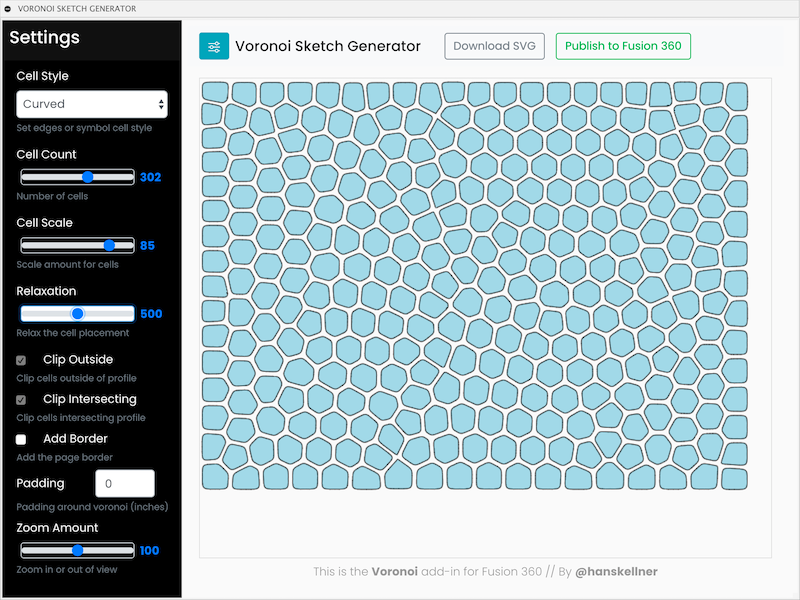 VORONOI SKETCH GENERATOR
Settings
Cell Style
Curved
Set edges or symbol cell style
Cell Count
302
Number of cells
Cell Scale
85
Scale amount for cells
Relaxation
500
Relax the cell placement
Clip Outside
Clip cells outside of profile
Clip Intersecting
Clip cells intersecting profile
Add Border
Add the page border
Padding 0
Padding around voronoi (inches)
Zoom Amount
100
Zoom in or out of view
Voronoi Sketch Generator Download SVG Publish to Fusion 360
This is the Voronoi add-in for Fusion 360 // By @hanskellner